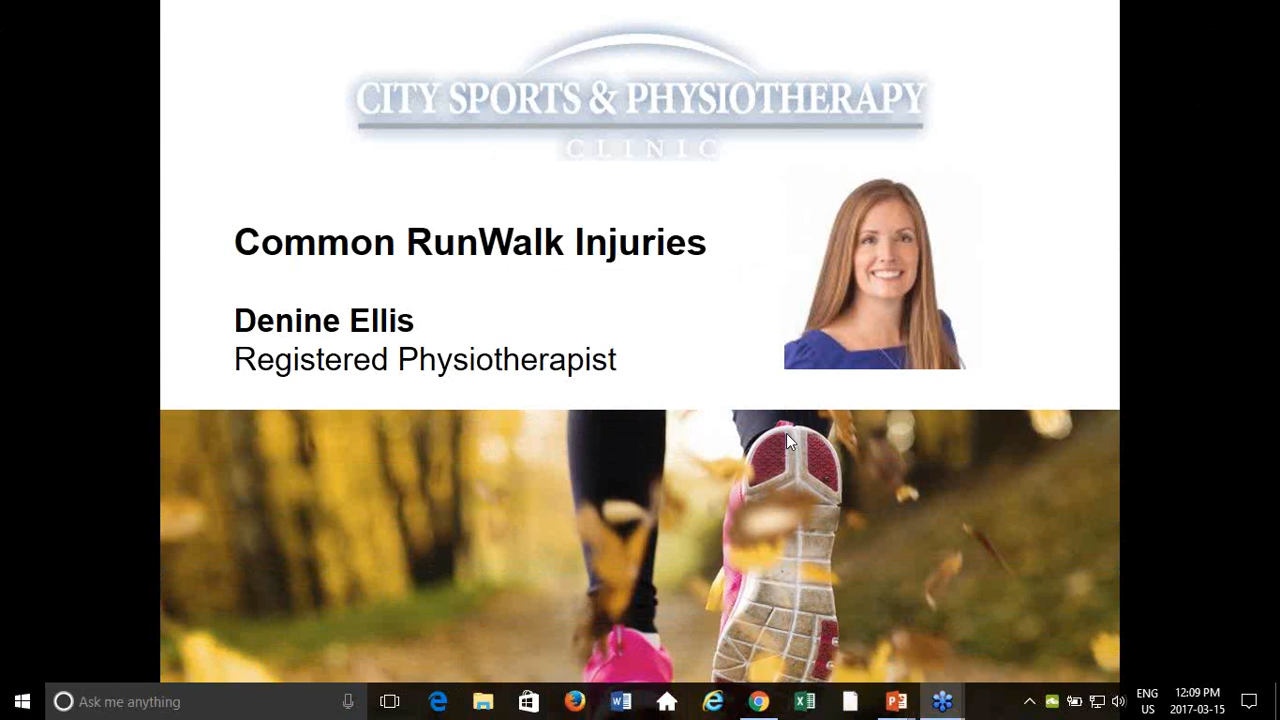 CITY SPORTS & PHYSIOTHERAPY
CLINIC
Common RunWalk Injuries
Denine Ellis
Registered Physiotherapist
Ask me anything
ENG
US
12:09 PM
2017-03-15